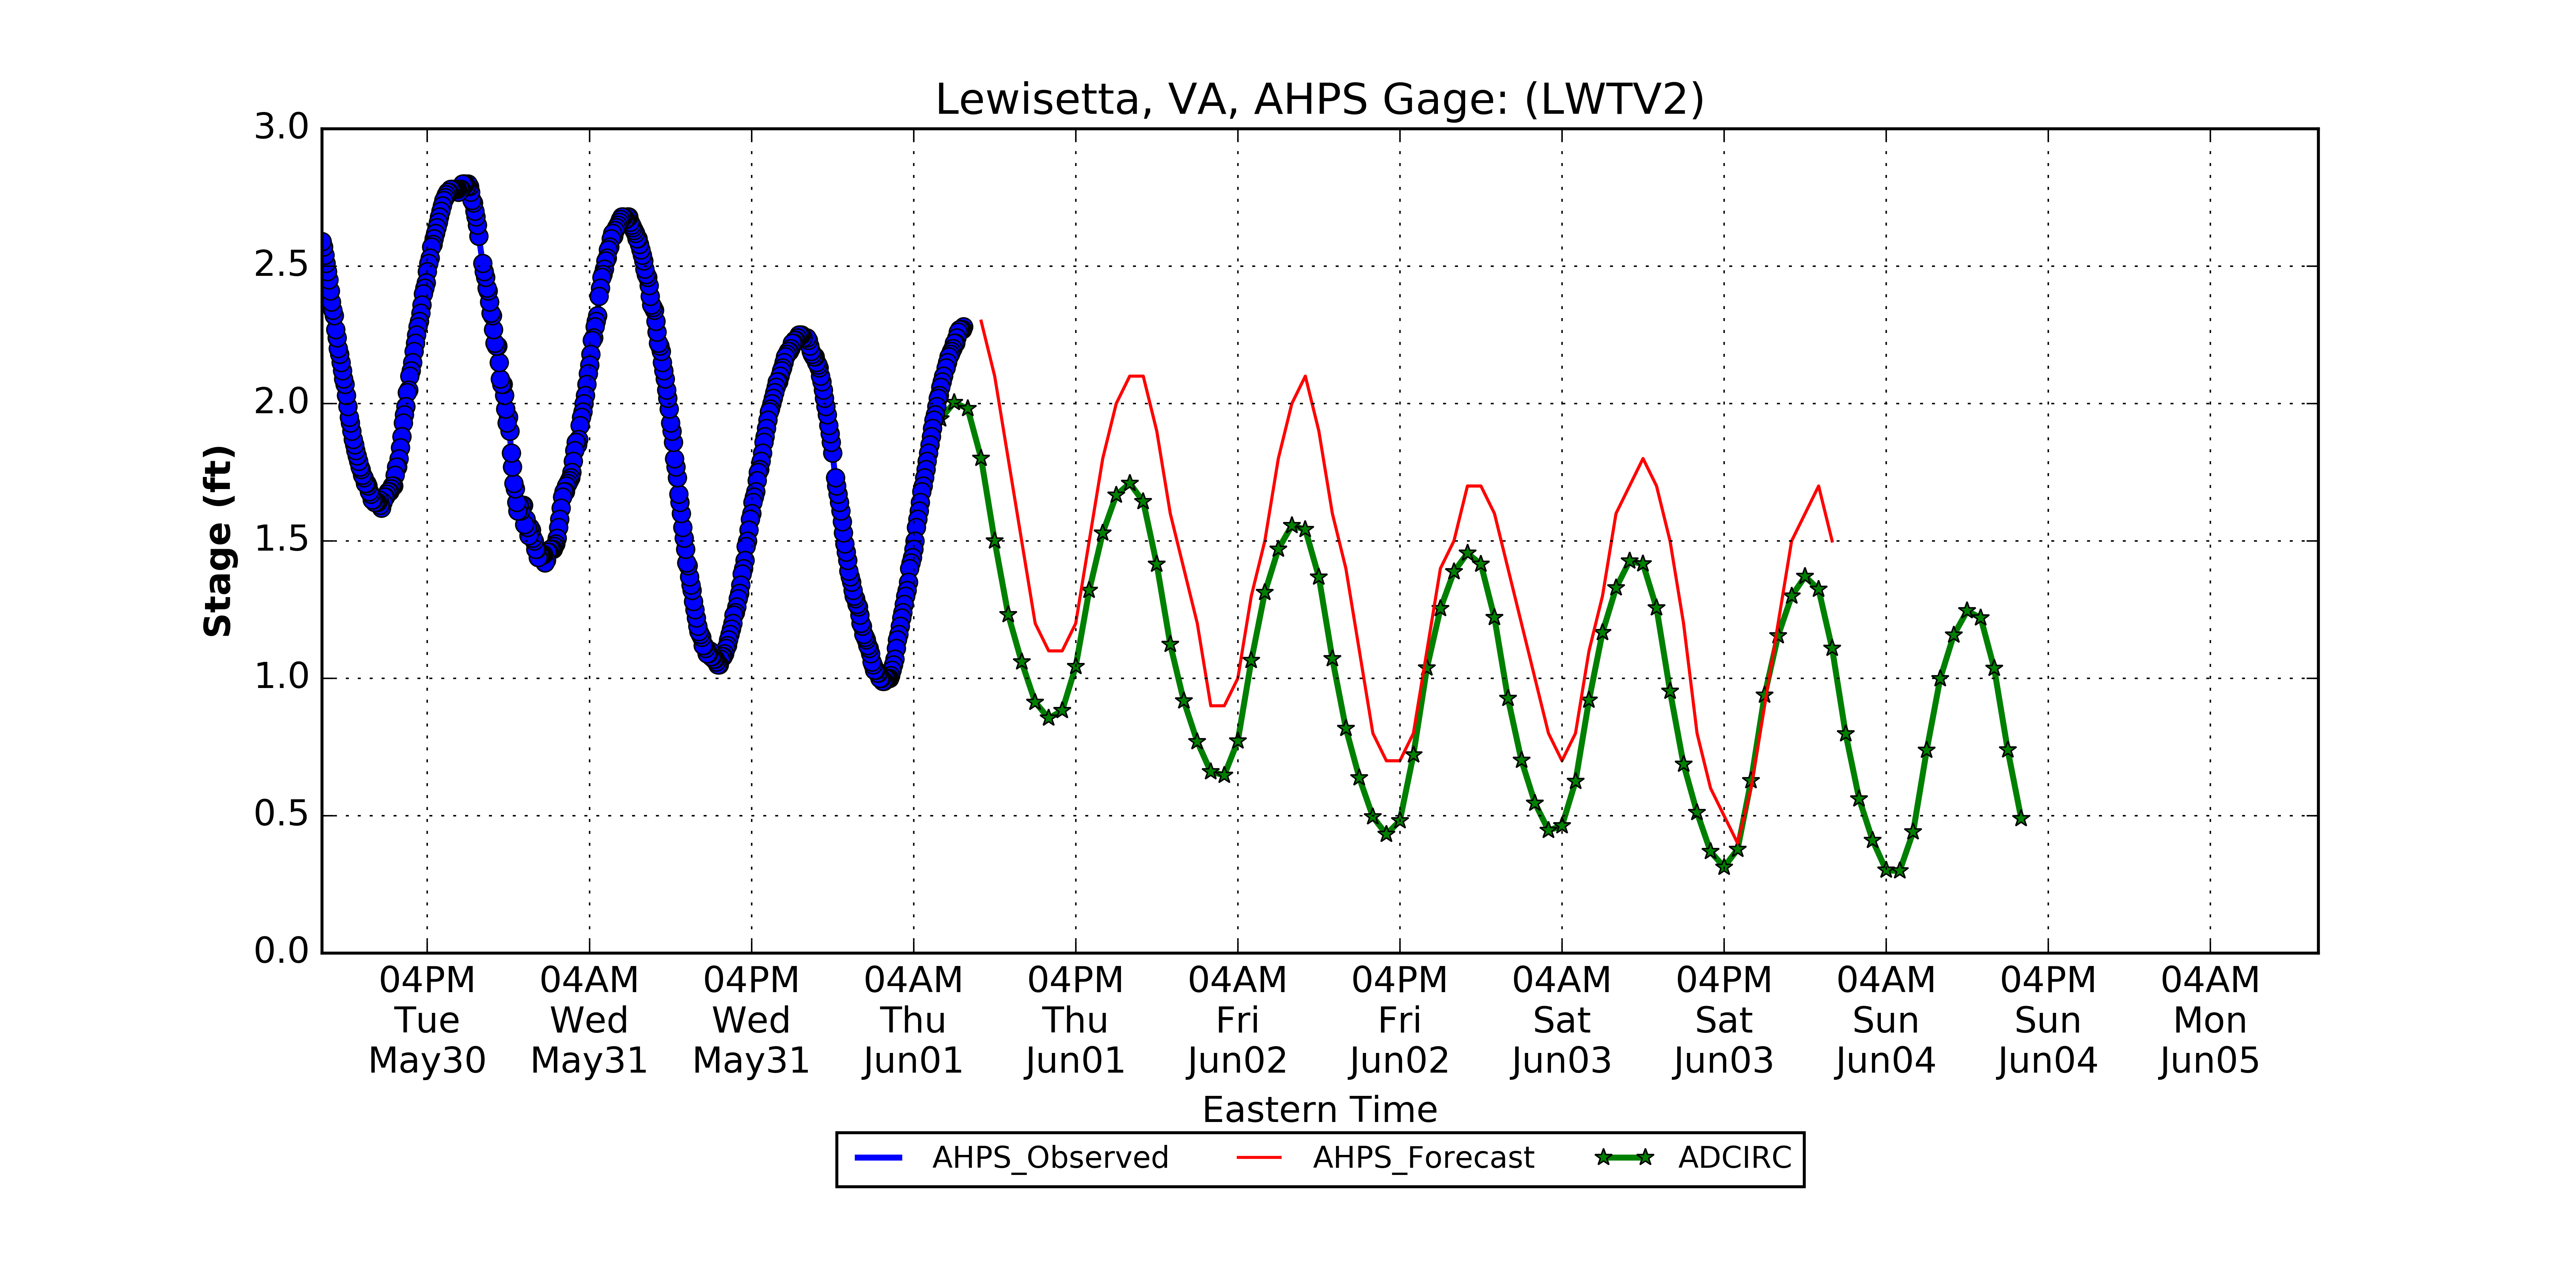 Lewisetta, VA, AHPS Gage: (LWTV2)
3.0
2.5
2.0
1.5
1.0
0.5
0.0
Stage (ft)
04PM 04AM 04PM 04AM 04PM 04AM 04PM 04AM 04PM 04AM 04PM 04AM
Tue Wed Wed Thu Thu Fri Fri Sat Sat Sun Sun Mon
May30 May31 May31 Jun01 Jun01 Jun02 Jun02 Jun03 Jun03 Jun04 Jun04 Jun05
Eastern Time
AHPS_Observed AHPS_Forecast ADCIRC